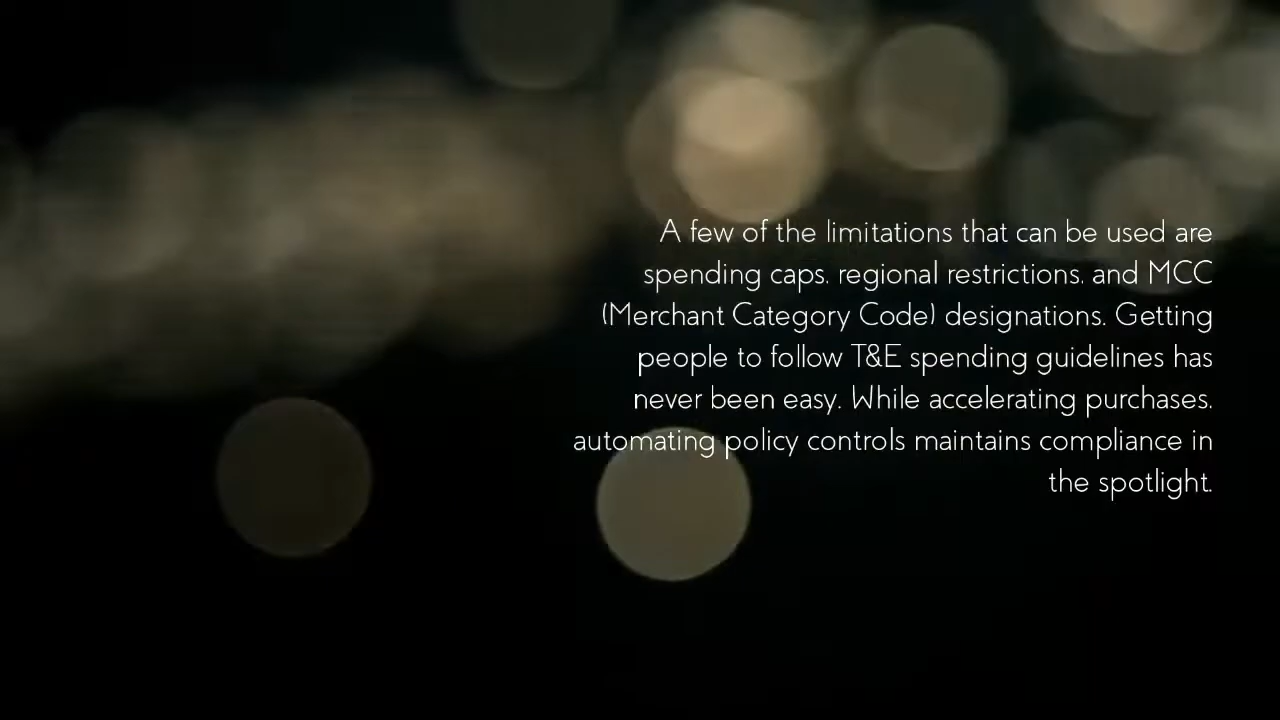 A few of the limitations that can be used are
spending caps, regional restrictions, and MCC
(Merchant Category Code) designations. Getting
people to follow T&E spending guidelines has
never been easy. While accelerating purchases,
automating policy controls maintains compliance in
the spotlight.